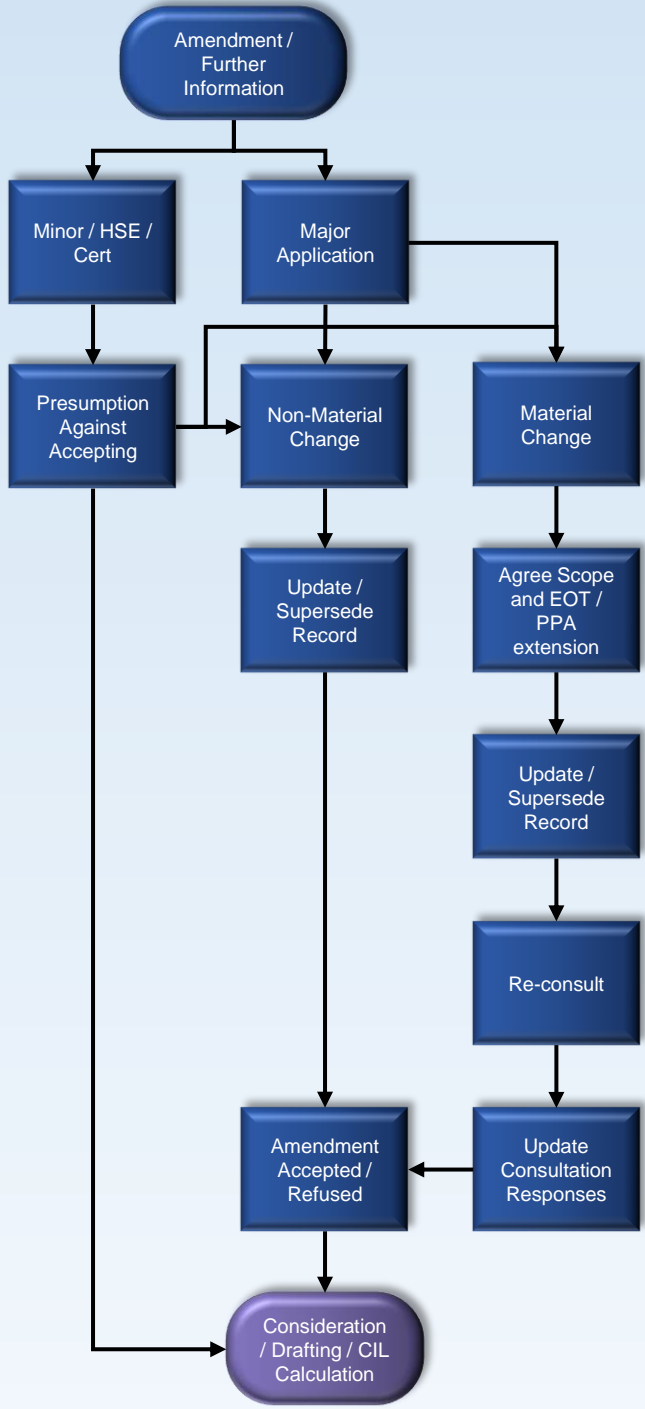 Amendment /
Further
Information
Minor / HSE /
Cert
Major
Application
Presumption
Against
Accepting
Non-Material
Change
Material
Change
Update /
Supersede
Record
Agree Scope
and EOT /
PPA
extension
Update /
Supersede
Record
Re-consult
Amendment
Accepted /
Refused
Update
Consultation
Responses
Consideration
/ Drafting / CIL
Calculation